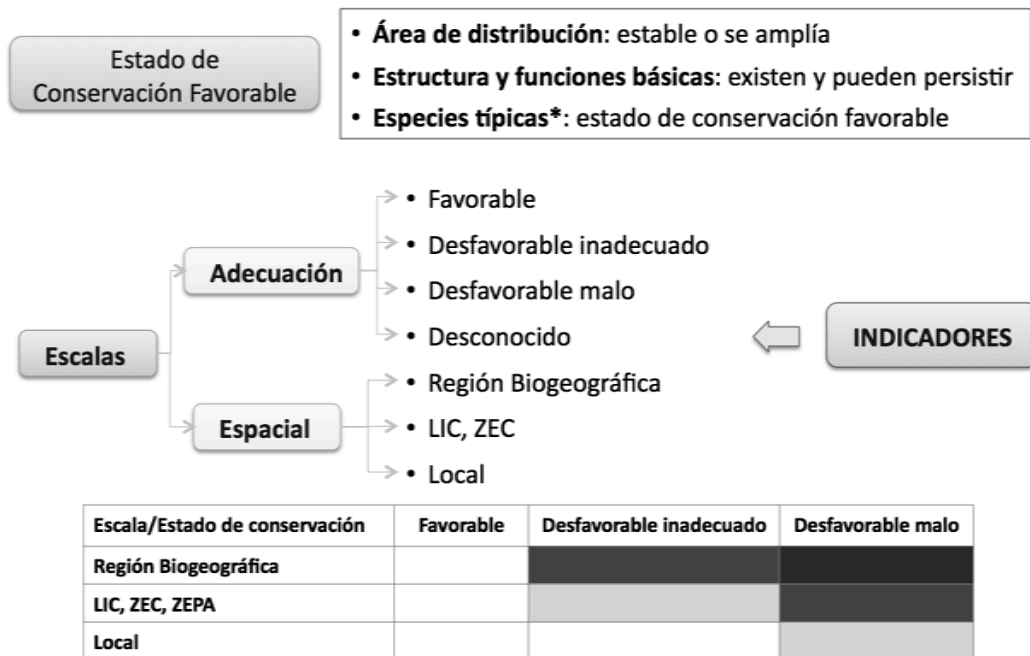 Estado de
Conservación Favorable
• Área de distribución: estable o se amplía
• Estructura y funciones básicas: existen y pueden persistir
• Especies típicas*: estado de conservación favorable
Escalas
Adecuación
• Favorable
• Desfavorable inadecuado
• Desfavorable malo
• Desconocido
INDICADORES
Espacial
• Región Biogeográfica
• LIC, ZEC
• Local
Escala/Estado de conservación Favorable Desfavorable inadecuado Desfavorable malo
Región Biogeográfica
LIC, ZEC, ZEPA
Local